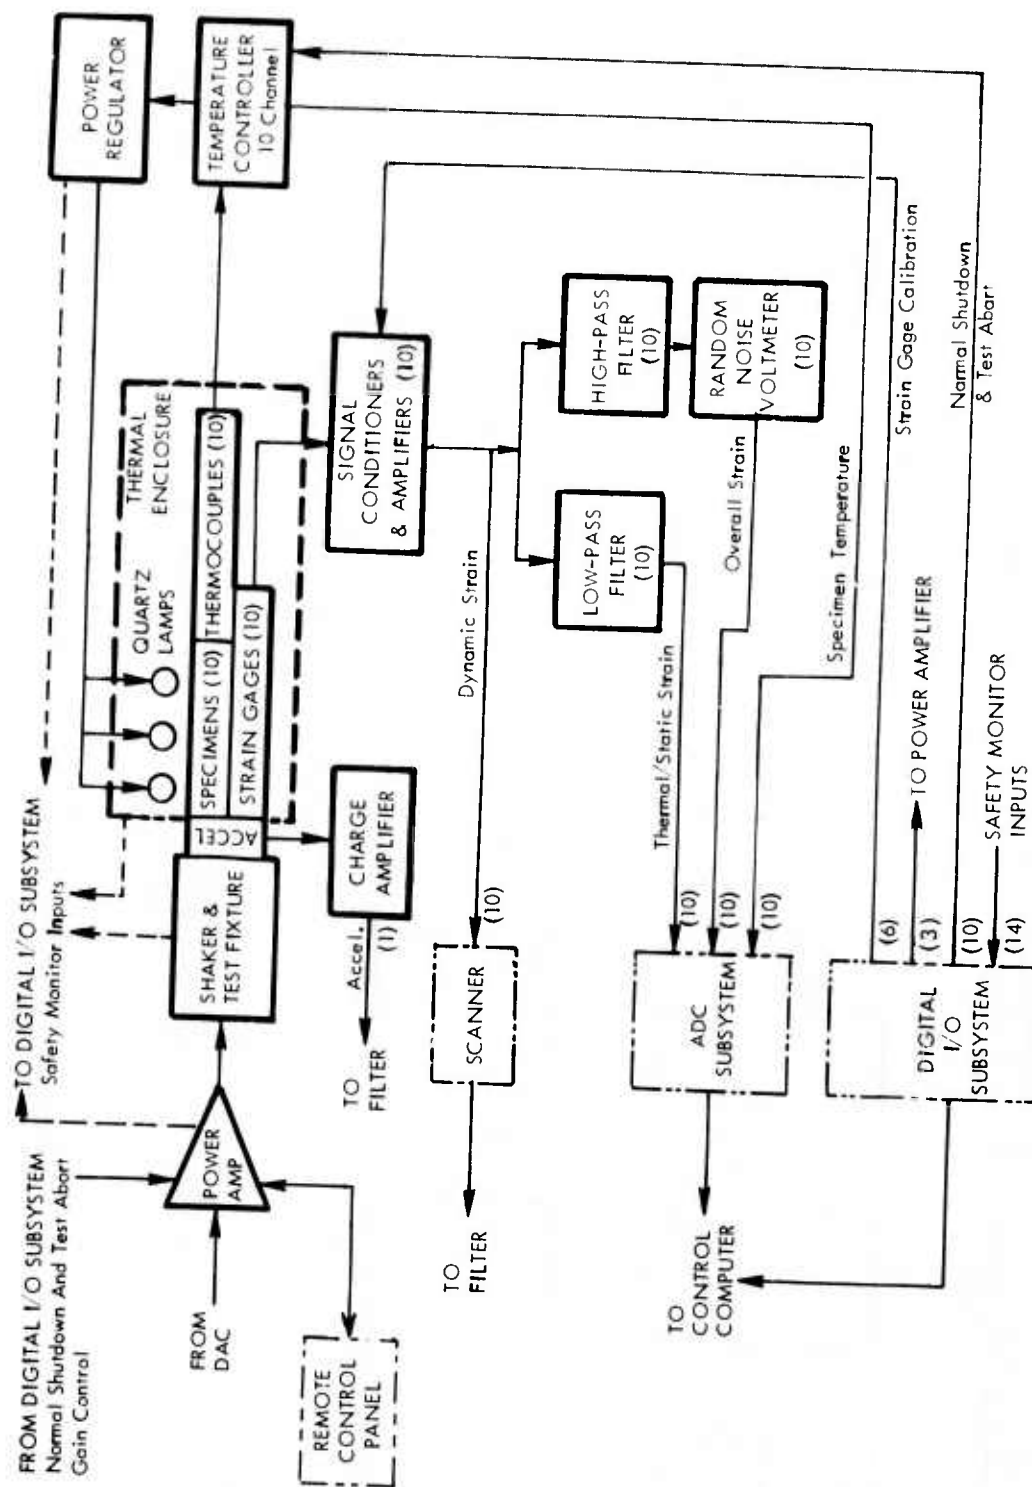 FROM DIGITAL I/O SUBSYSTEM
Normal Shutdown And Test Abort
Gain Control
TO DIGITAL I/O SUBSYSTEM
Safety Monitor Inputs
FROM
DAC
POWER
AMP
REMOTE
CONTROL
PANEL
SHAKER &
TEST FIXTURE
ACCEL
SPECIMENS (10)
THERMOCOUPLES (10)
STRAIN GAGES (10)
QUARTZ
LAMPS
THERMAL
ENCLOSURE
POWER
REGULATOR
TEMPERATURE
CONTROLLER
10 Channel
CHARGE
AMPLIFIER
Accel.
(1)
TO
FILTER
SIGNAL
CONDITIONERS
& AMPLIFIERS (10)
Dynamic Strain
(10)
SCANNER
TO
FILTER
LOW-PASS
FILTER
(10)
HIGH-PASS
FILTER
(10)
RANDOM
NOISE
VOLTMETER
(10)
Thermal/Static Strain
(10)
Overall Strain
(10)
Specimen Temperature
(10)
ADC
SUBSYSTEM
TO
CONTROL
COMPUTER
Strain Gage Calibration
(6)
TO POWER AMPLIFIER
(3)
Normal Shutdown
& Test Abort
(10)
SAFETY MONITOR
INPUTS
(14)
DIGITAL
I/O
SUBSYSTEM